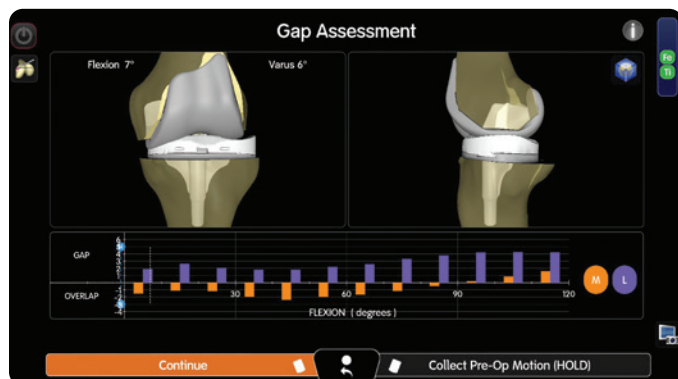 Gap Assessment
i
Flexion 7°
Varus 6°
Fe
Ti
GAP
OVERLAP
30
60
90
120
FLEXION ( degrees )
M
L
Continue
Collect Pre-Op Motion (HOLD)